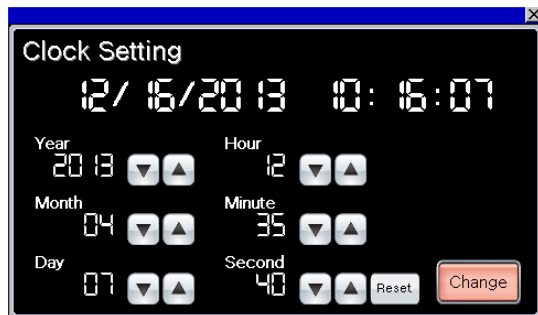 Clock Setting
12/ 16/2013 10: 16:07
Year
2013
Hour
12
Month
04
Minute
35
Day
07
Second
40
Reset
Change